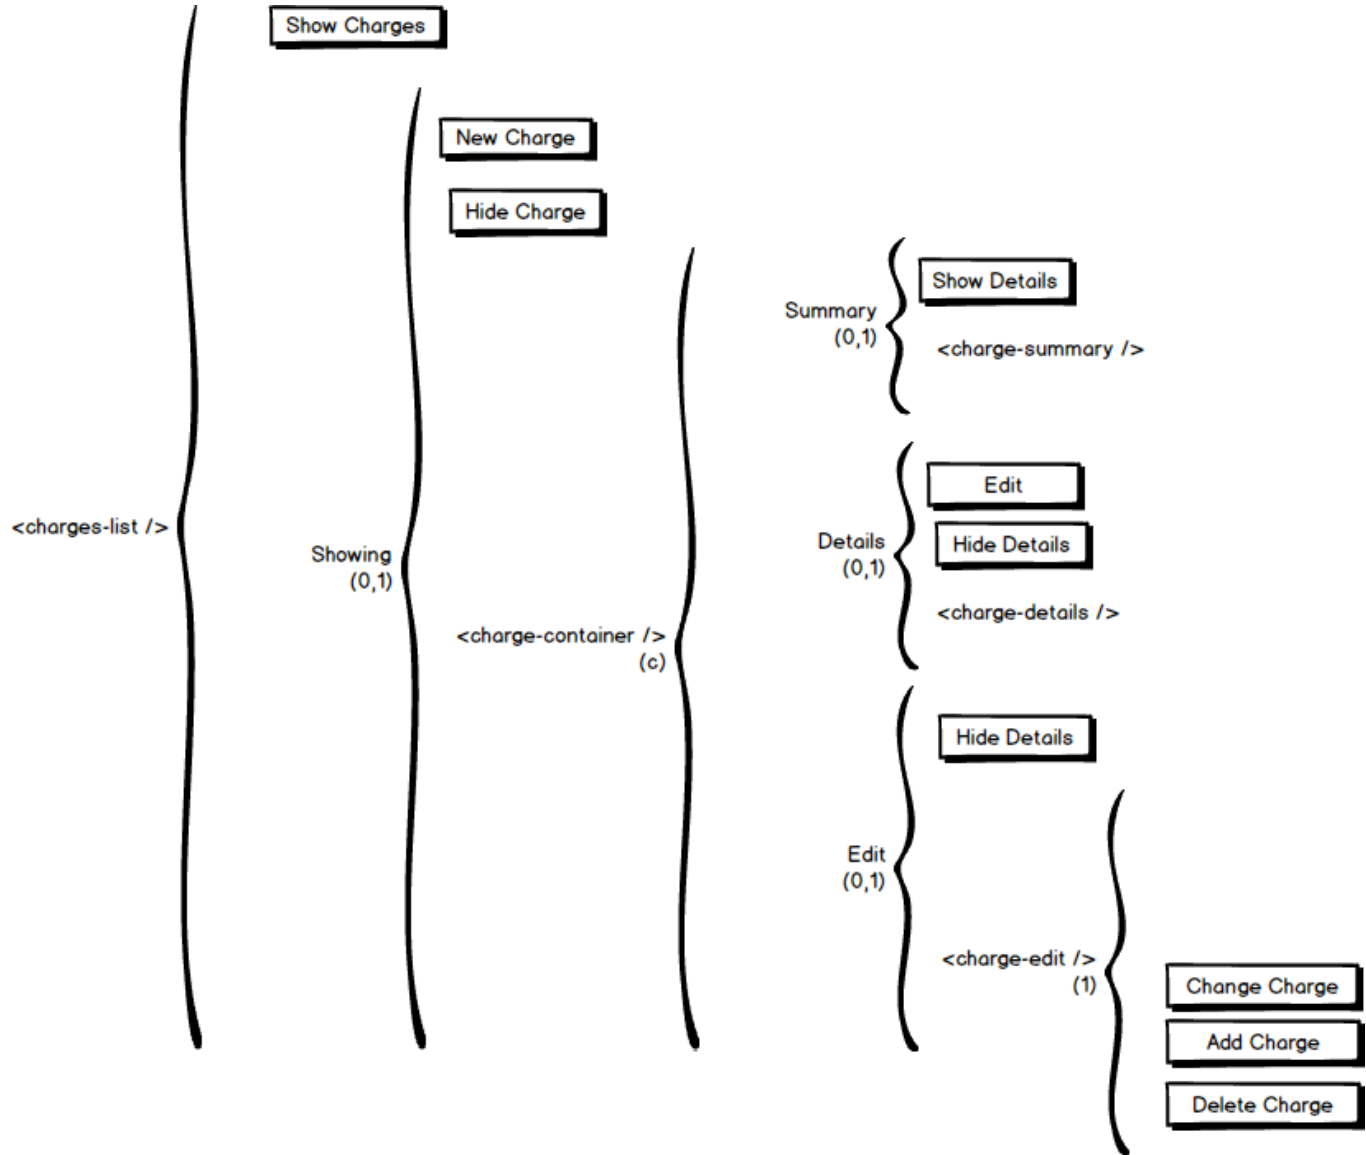 Show Charges
New Charge
Hide Charge
Show Details
Summary
(0,1)
<charge-summary />
Edit
<charges-list />
Details
(0,1)
Hide Details
Showing
(0,1)
<charge-details />
<charge-container />
(c)
Hide Details
Edit
(0,1)
<charge-edit />
(1)
Change Charge
Add Charge
Delete Charge